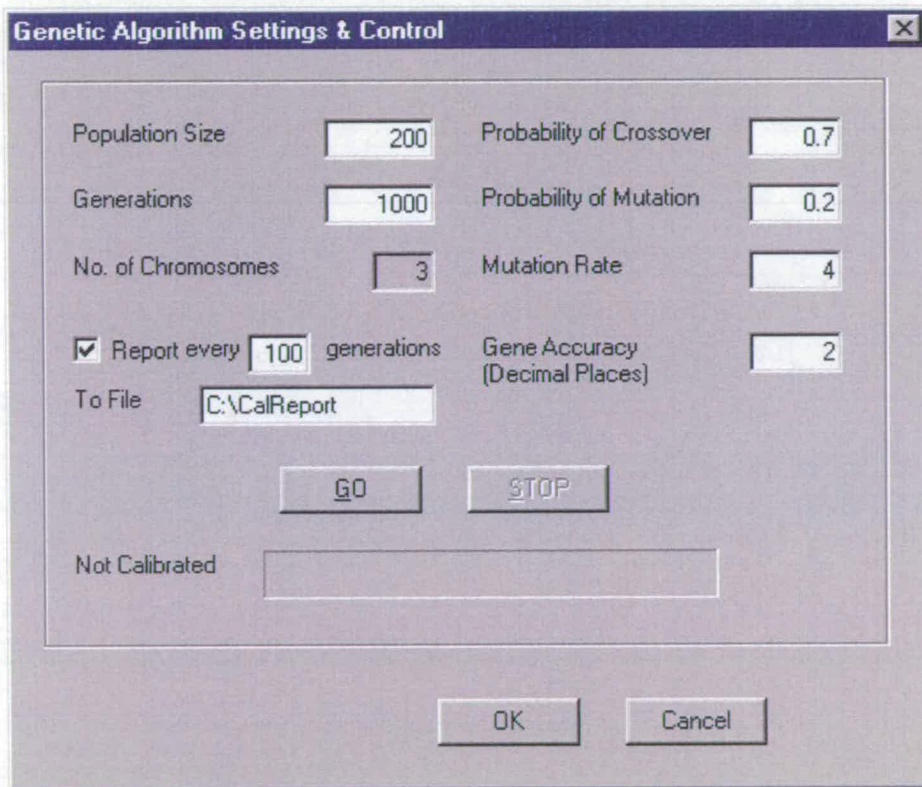 Genetic Algorithm Settings & Control
Population Size 200 Probability of Crossover 0.7
Generations 1000 Probability of Mutation 0.2
No. of Chromosomes 3 Mutation Rate 4
Report every 100 generations Gene Accuracy (Decimal Places) 2
To File C:\CalReport
GO STOP
Not Calibrated
OK Cancel